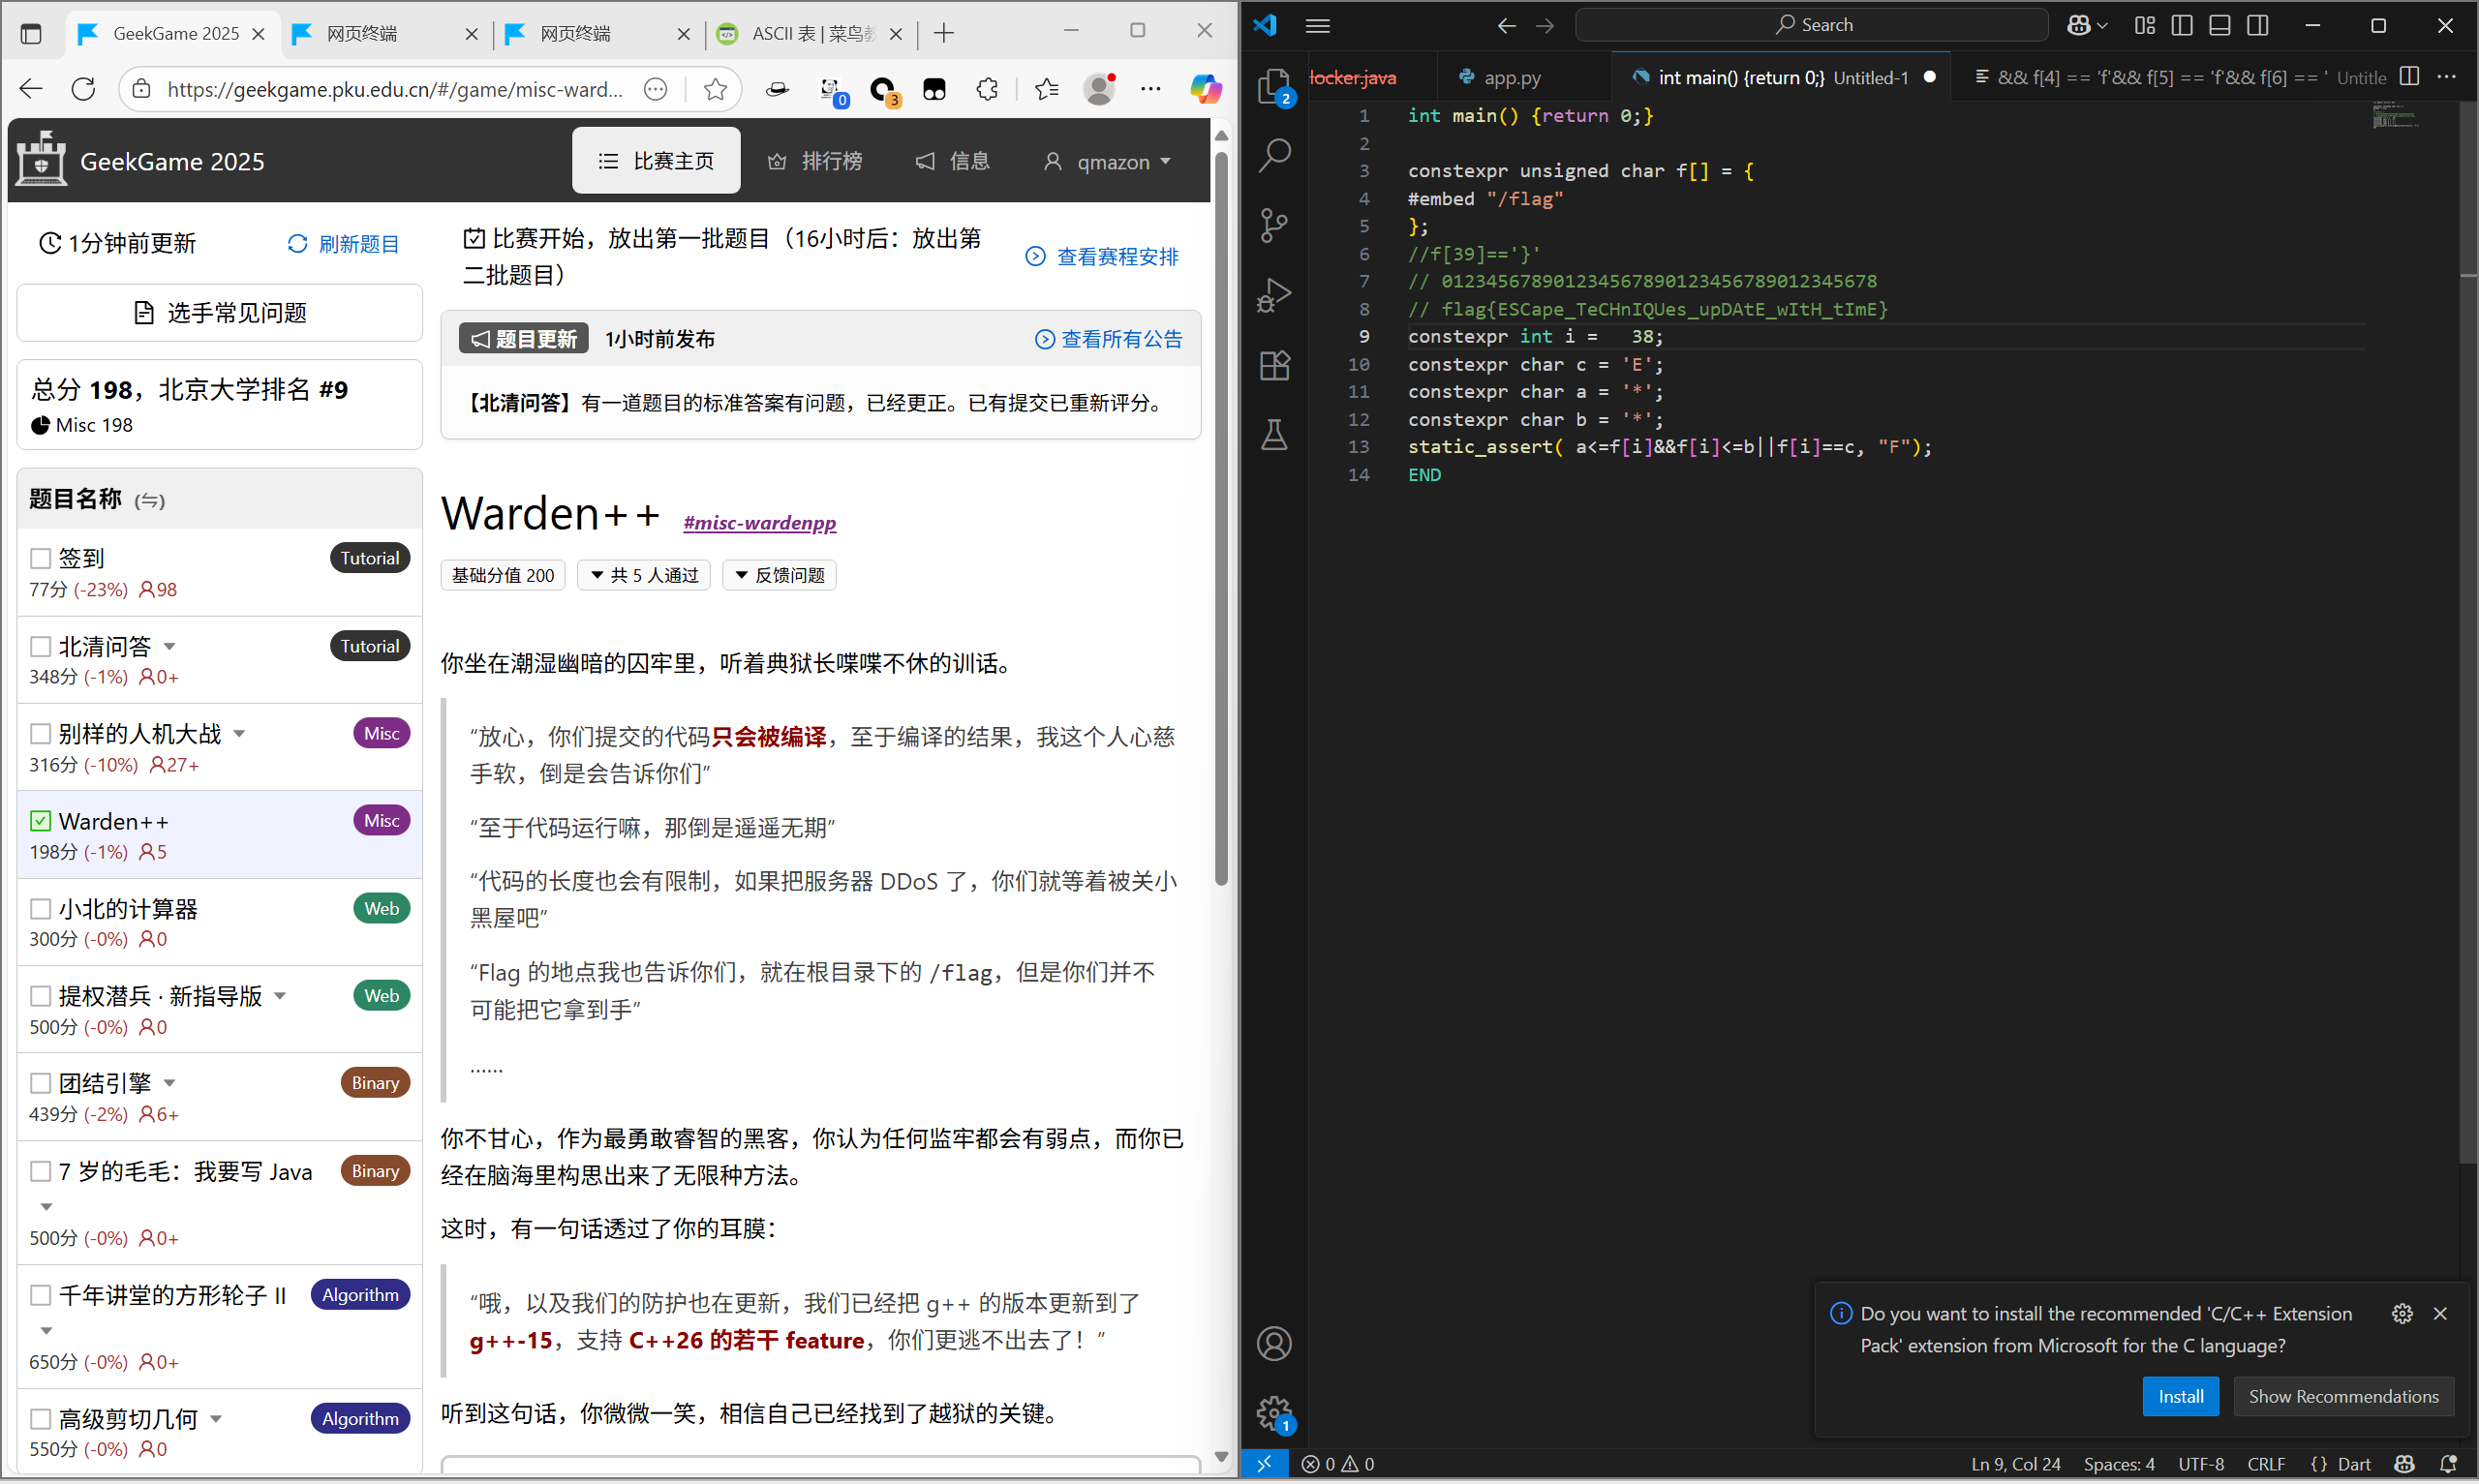 GeekGame 2025
网页终端
网页终端
ASCII 表 | 菜鸟教
https://geekgame.pku.edu.cn/#/game/misc-ward...
0
3
GeekGame 2025
比赛主页
排行榜
信息
qmazon
1分钟前更新
刷新题目
选手常见问题
总分 198，北京大学排名 #9
Misc 198
题目名称 (⇋)
签到
Tutorial
77分 (-23%) 98
北清问答
Tutorial
348分 (-1%) 0+
别样的人机大战
Misc
316分 (-10%) 27+
Warden++
Misc
198分 (-1%) 5
小北的计算器
Web
300分 (-0%) 0
提权潜兵 · 新指导版
Web
500分 (-0%) 0
团结引擎
Binary
439分 (-2%) 6+
7 岁的毛毛：我要写 Java
Binary
500分 (-0%) 0+
千年讲堂的方形轮子 II
Algorithm
650分 (-0%) 0+
高级剪切几何
Algorithm
550分 (-0%) 0
比赛开始，放出第一批题目（16小时后：放出第
二批题目）
查看赛程安排
题目更新
1小时前发布
查看所有公告
【北清问答】有一道题目的标准答案有问题，已经更正。已有提交已重新评分。
Warden++ #misc-wardenpp
基础分值 200
共 5 人通过
反馈问题
你坐在潮湿幽暗的囚牢里，听着典狱长喋喋不休的训话。
“放心，你们提交的代码只会被编译，至于编译的结果，我这个人心慈
手软，倒是会告诉你们”
“至于代码运行嘛，那倒是遥遥无期”
“代码的长度也会有限制，如果把服务器 DDoS 了，你们就等着被关小
黑屋吧”
“Flag 的地点我也告诉你们，就在根目录下的 /flag，但是你们并不
可能把它拿到手”
……
你不甘心，作为最勇敢睿智的黑客，你认为任何监牢都会有弱点，而你已
经在脑海里构思出来了无限种方法。
这时，有一句话透过了你的耳膜：
“哦，以及我们的防护也在更新，我们已经把 g++ 的版本更新到了
g++-15，支持 C++26 的若干 feature，你们更逃不出去了！”
听到这句话，你微微一笑，相信自己已经找到了越狱的关键。
Search
locker.java
app.py
int main() {return 0;} Untitled-1
&& f[4] == 'f'&& f[5] == 'f'&& f[6] == ' Untitle
2
1 int main() {return 0;}
2
3 constexpr unsigned char f[] = {
4 #embed "/flag"
5 };
6 //f[39]=='}'
7 // 012345678901234567890123456789012345678
8 // flag{ESCape_TeCHnIQUes_upDAtE_wItH_tImE}
9 constexpr int i =   38;
10 constexpr char c = 'E';
11 constexpr char a = '*';
12 constexpr char b = '*';
13 static_assert( a<=f[i]&&f[i]<=b||f[i]==c, "F");
14 END
Do you want to install the recommended 'C/C++ Extension
Pack' extension from Microsoft for the C language?
Install
Show Recommendations
1
0 0
Ln 9, Col 24
Spaces: 4
UTF-8
CRLF
{ } Dart